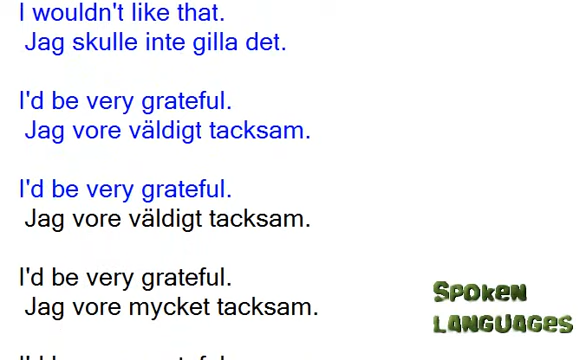 I wouldn't like that.
Jag skulle inte gilla det.
I'd be very grateful.
Jag vore väldigt tacksam.
I'd be very grateful.
Jag vore väldigt tacksam.
I'd be very grateful.
Jag vore mycket tacksam.
SPOKEN
LANGUAGES